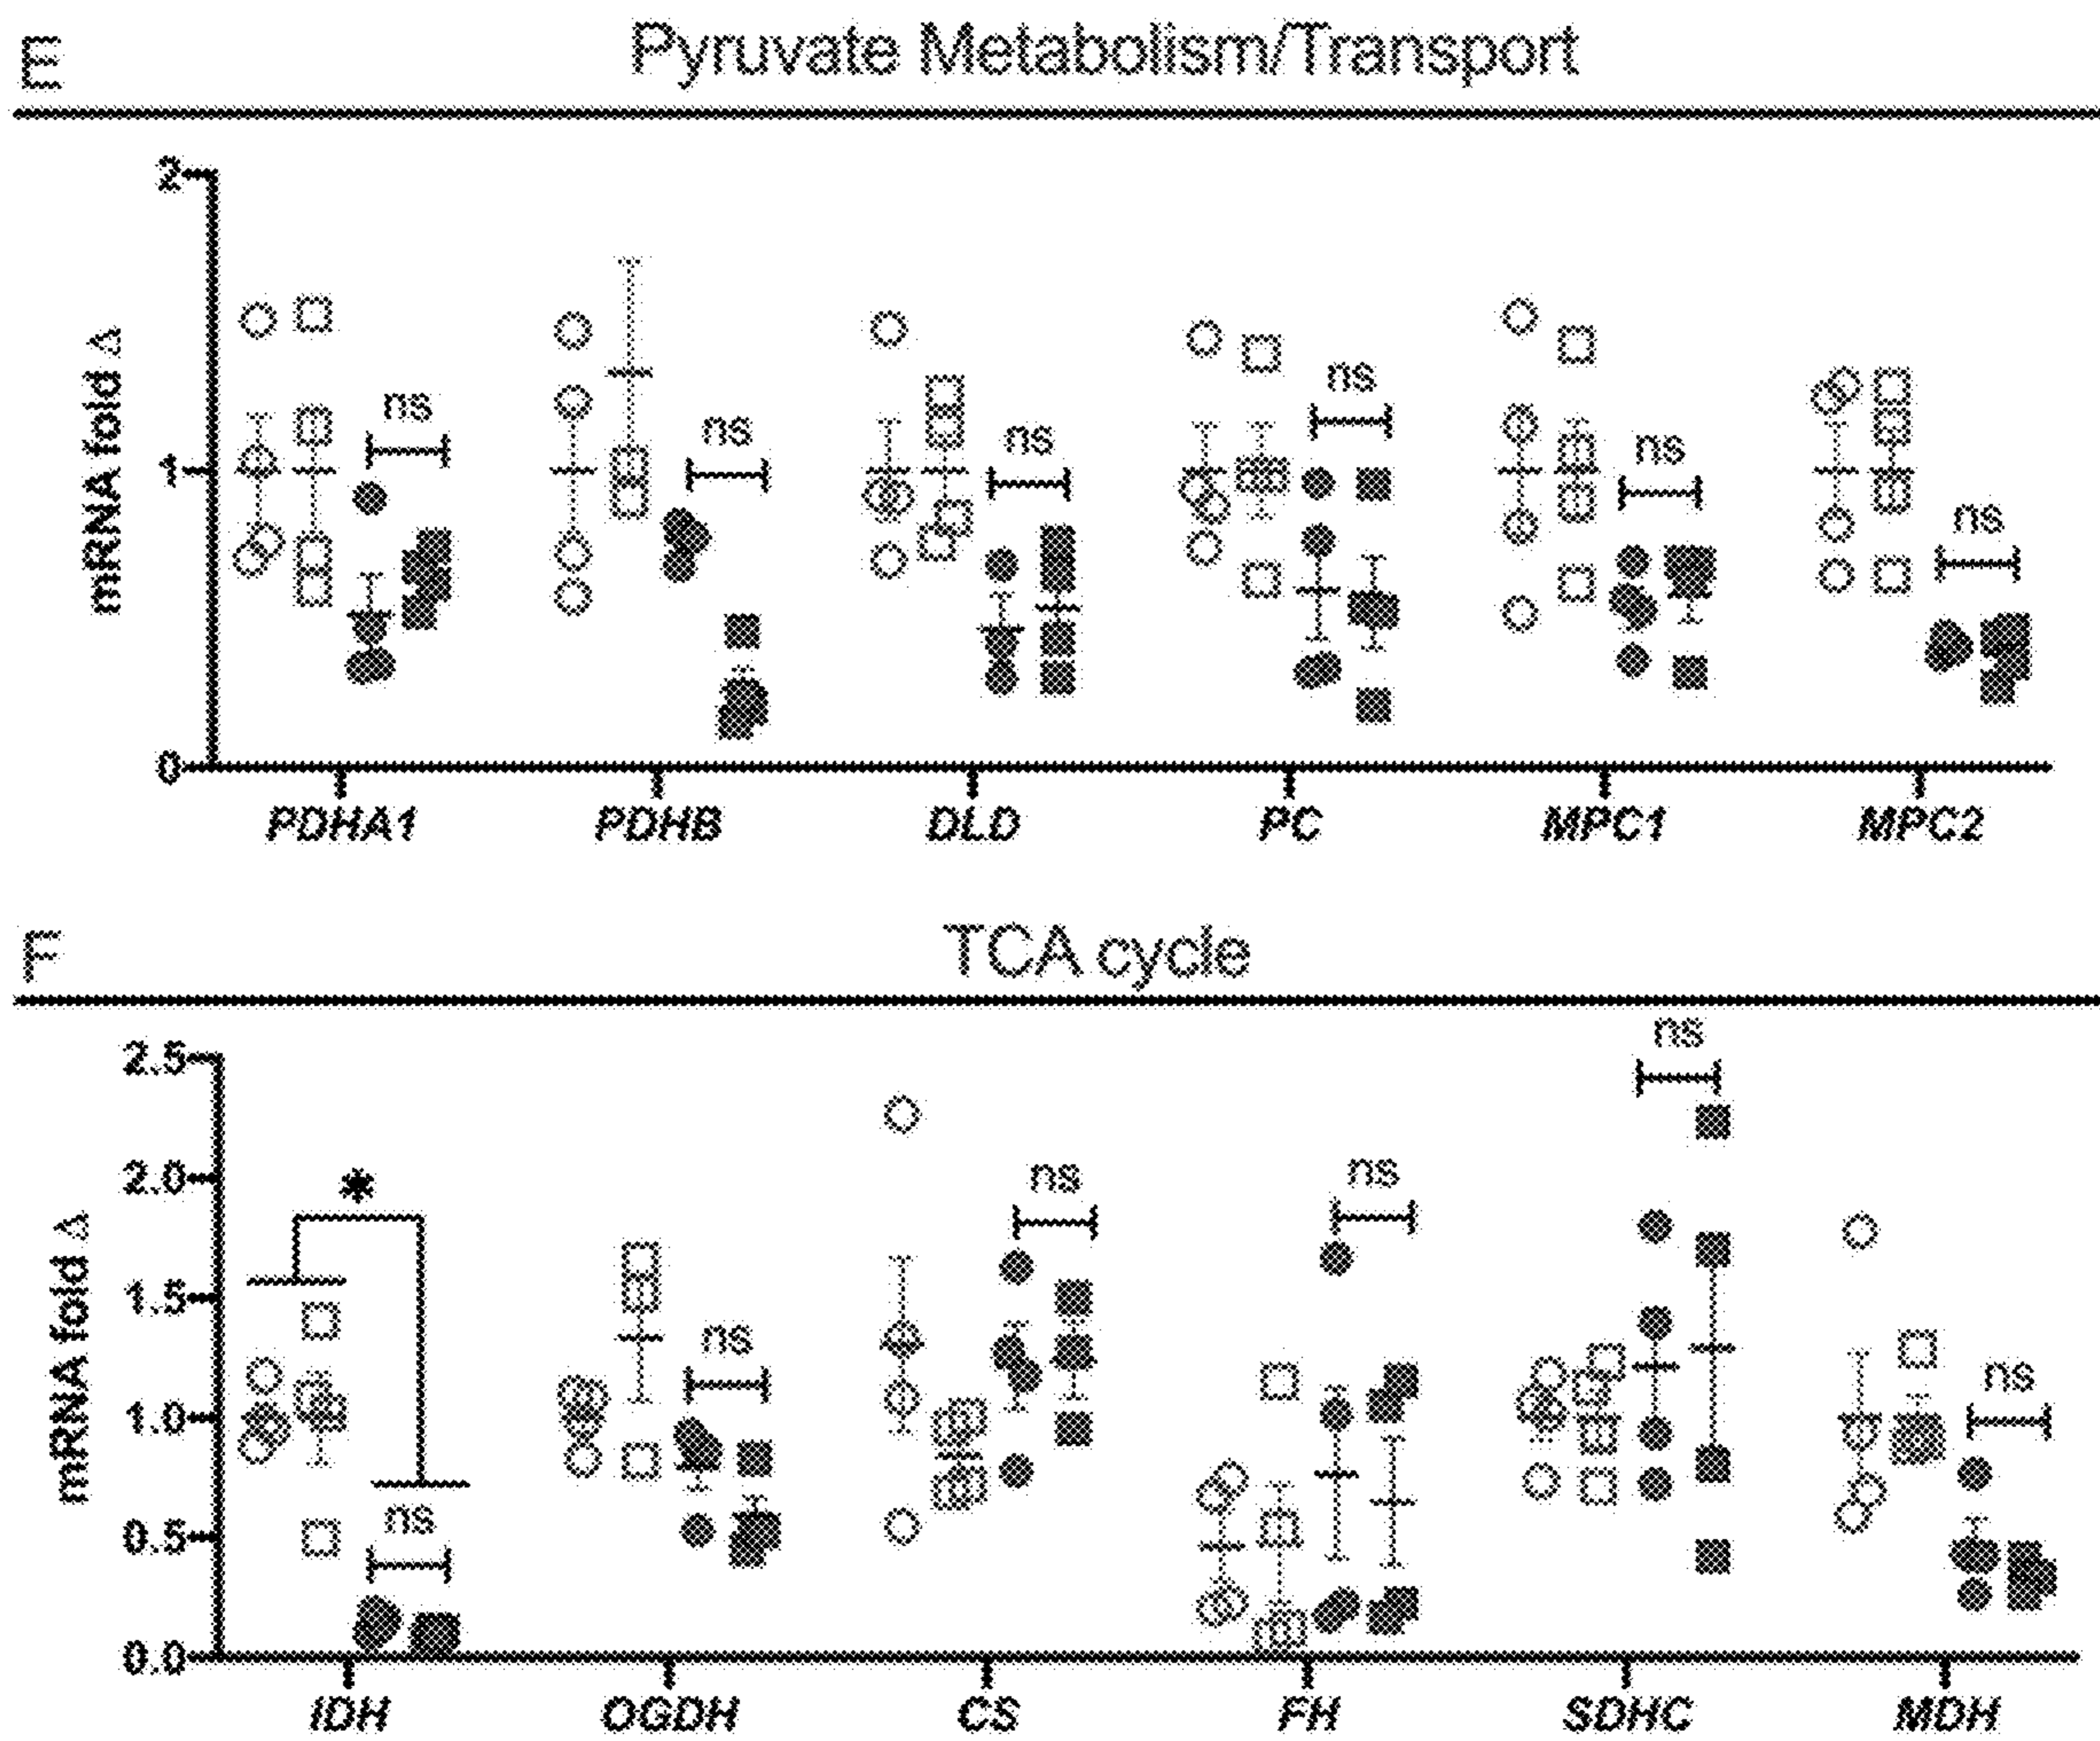 E Pyruvate Metabolism/Transport
mRNA fold Δ
2
1
0
ns ns ns ns ns ns
PDHA1 PDHB DLD PC MPC1 MPC2
F TCA cycle
mRNA fold Δ
2.5
2.0
1.5
1.0
0.5
0.0
*
ns ns ns ns ns ns
IDH OGDH CS FH SDHC MDH